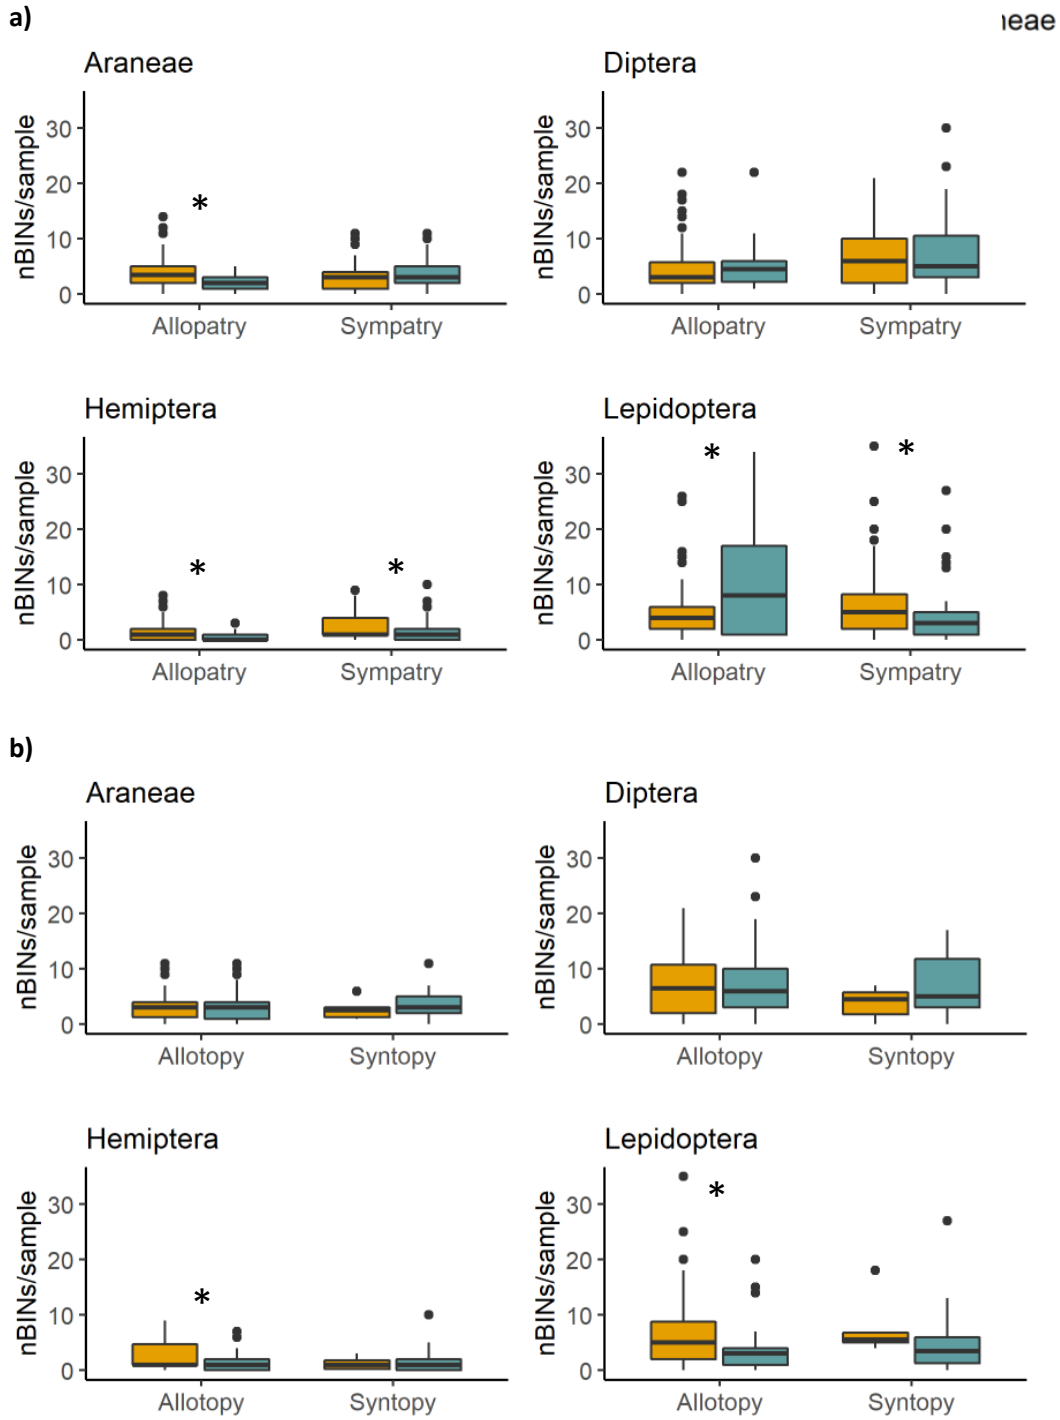 a)
ıeae
Araneae
Diptera
nBINs/sample
30
20
10
0
*
Allopatry
Sympatry
nBINs/sample
30
20
10
0
Allopatry
Sympatry
Hemiptera
Lepidoptera
nBINs/sample
30
20
10
0
*
*
Allopatry
Sympatry
nBINs/sample
30
20
10
0
*
*
Allopatry
Sympatry
b)
Araneae
Diptera
nBINs/sample
30
20
10
0
Allotopy
Syntopy
nBINs/sample
30
20
10
0
Allotopy
Syntopy
Hemiptera
Lepidoptera
nBINs/sample
30
20
10
0
*
Allotopy
Syntopy
nBINs/sample
30
20
10
0
*
Allotopy
Syntopy